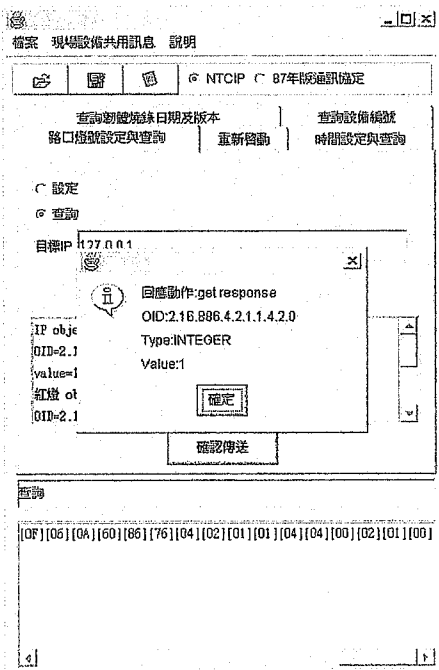 檔案 現場設備共用訊息 說明
NTCIP 87年版通訊協定
查詢韌體燒錄日期及版本 查詢設備編號
路口燈號設定與查詢 重新啓動 時間設定與查詢
設定
查詢
目標IP 127.0.0.1
回應動作:get response
OID:2.16.886.4.2.1.1.4.2.0
Type:INTEGER
Value:1
確定
IP obje
OID=2.1
value=1
紅燈 ot
OID=2.1
確認傳送
查詢
[0F][06][0A][60][86][76][04][02][01][01][04][04][00][02][01][00]